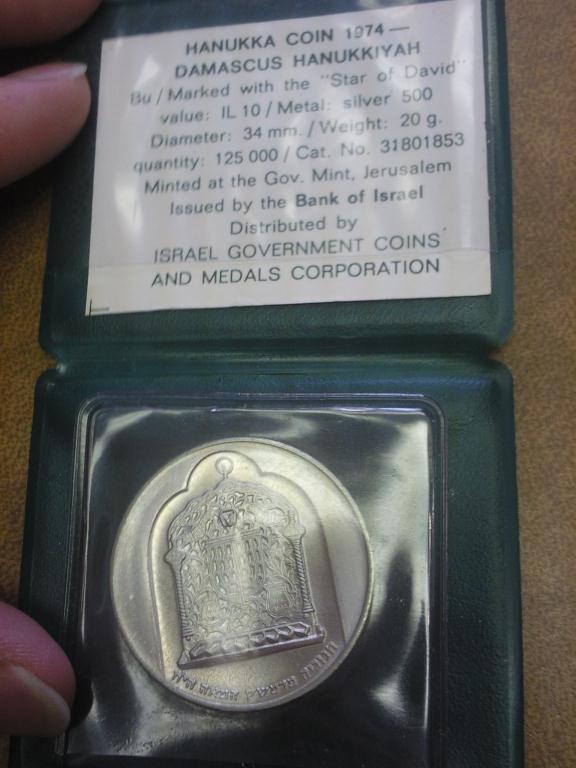 HANUKKA COIN 1974—
DAMASCUS HANUKKIYAH
Bu / Marked with the "Star of David"
value: IL 10 / Metal: silver 500
Diameter: 34 mm. / Weight: 20 g.
quantity: 125 000 / Cat. No. 31801853
Minted at the Gov. Mint, Jerusalem
Issued by the Bank of Israel
Distributed by
ISRAEL GOVERNMENT COINS
AND MEDALS CORPORATION